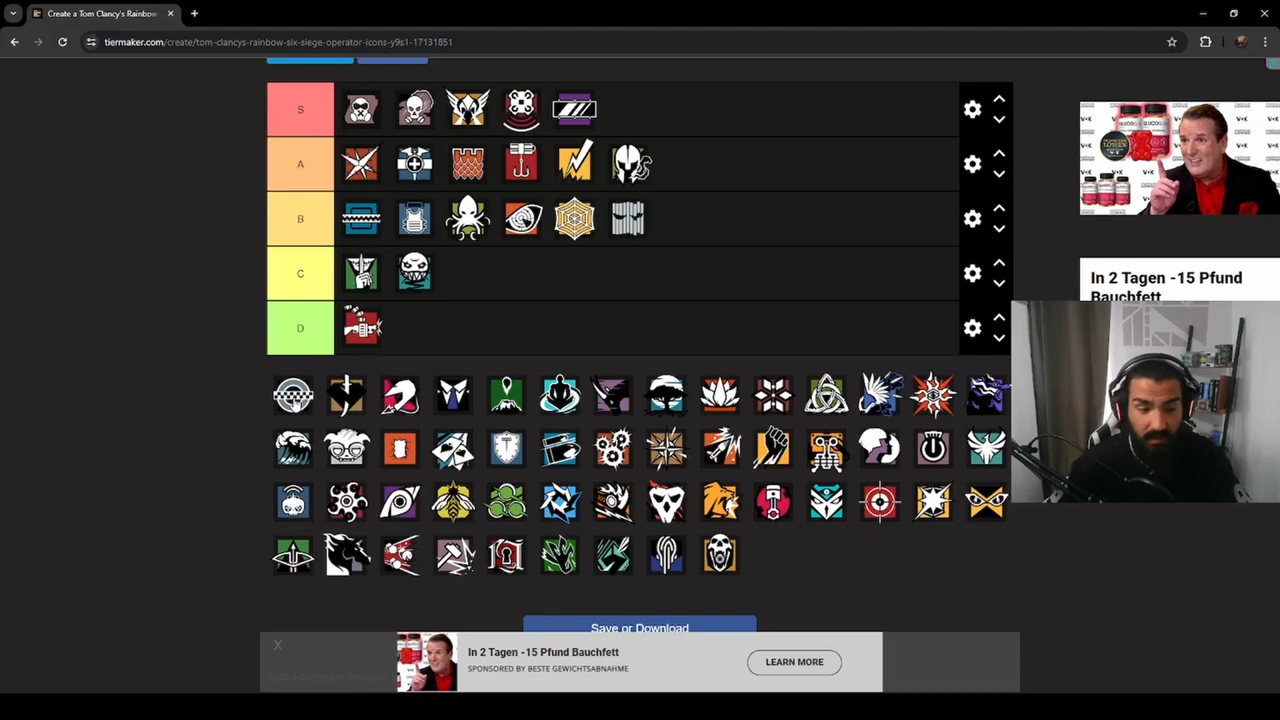 Create a Tom Clancy's Rainbow
tiermaker.com/create/tom-clancys-rainbow-six-siege-operator-icons-y9s1-17131851
S
A
B
C
D
In 2 Tagen -15 Pfund
Bauchfett
Save or Download
X
In 2 Tagen -15 Pfund Bauchfett
SPONSORED BY BESTE GEWICHTSABNAHME
LEARN MORE